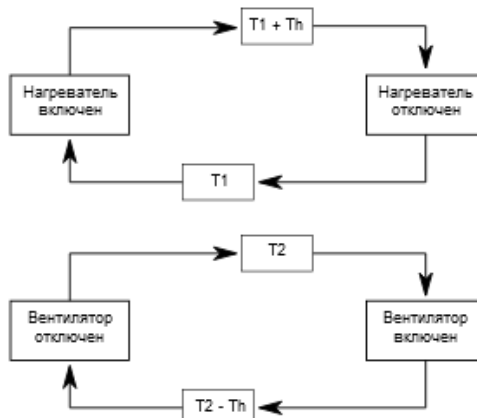 T1 + Th
Нагреватель
включен
Нагреватель
отключен
T1
T2
Вентилятор
отключен
Вентилятор
включен
T2 - Th